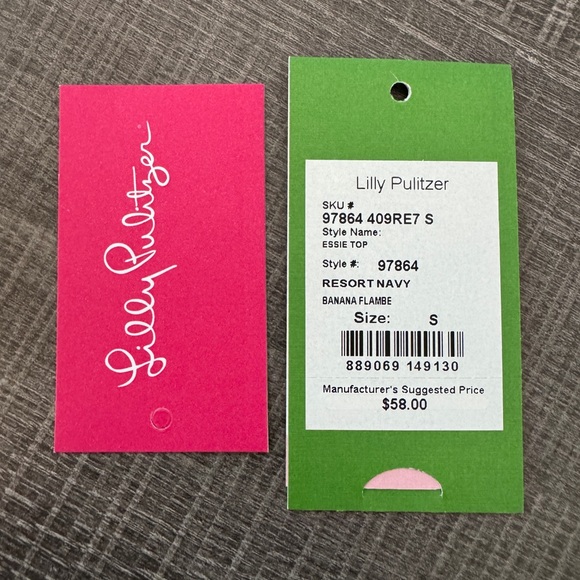 Lilly Pulitzer
Lilly Pulitzer
SKU #
97864 409RE7 S
Style Name:
ESSIE TOP
Style #: 97864
RESORT NAVY
BANANA FLAMBE
Size: S
889069 149130
Manufacturer's Suggested Price
$58.00